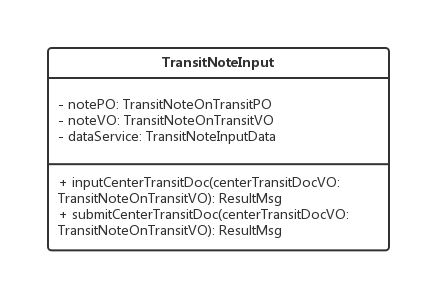 TransitNoteInput
- notePO: TransitNoteOnTransitPO
- noteVO: TransitNoteOnTransitVO
- dataService: TransitNoteInputData
+ inputCenterTransitDoc(centerTransitDocVO:
TransitNoteOnTransitVO): ResultMsg
+ submitCenterTransitDoc(centerTransitDocVO:
TransitNoteOnTransitVO): ResultMsg